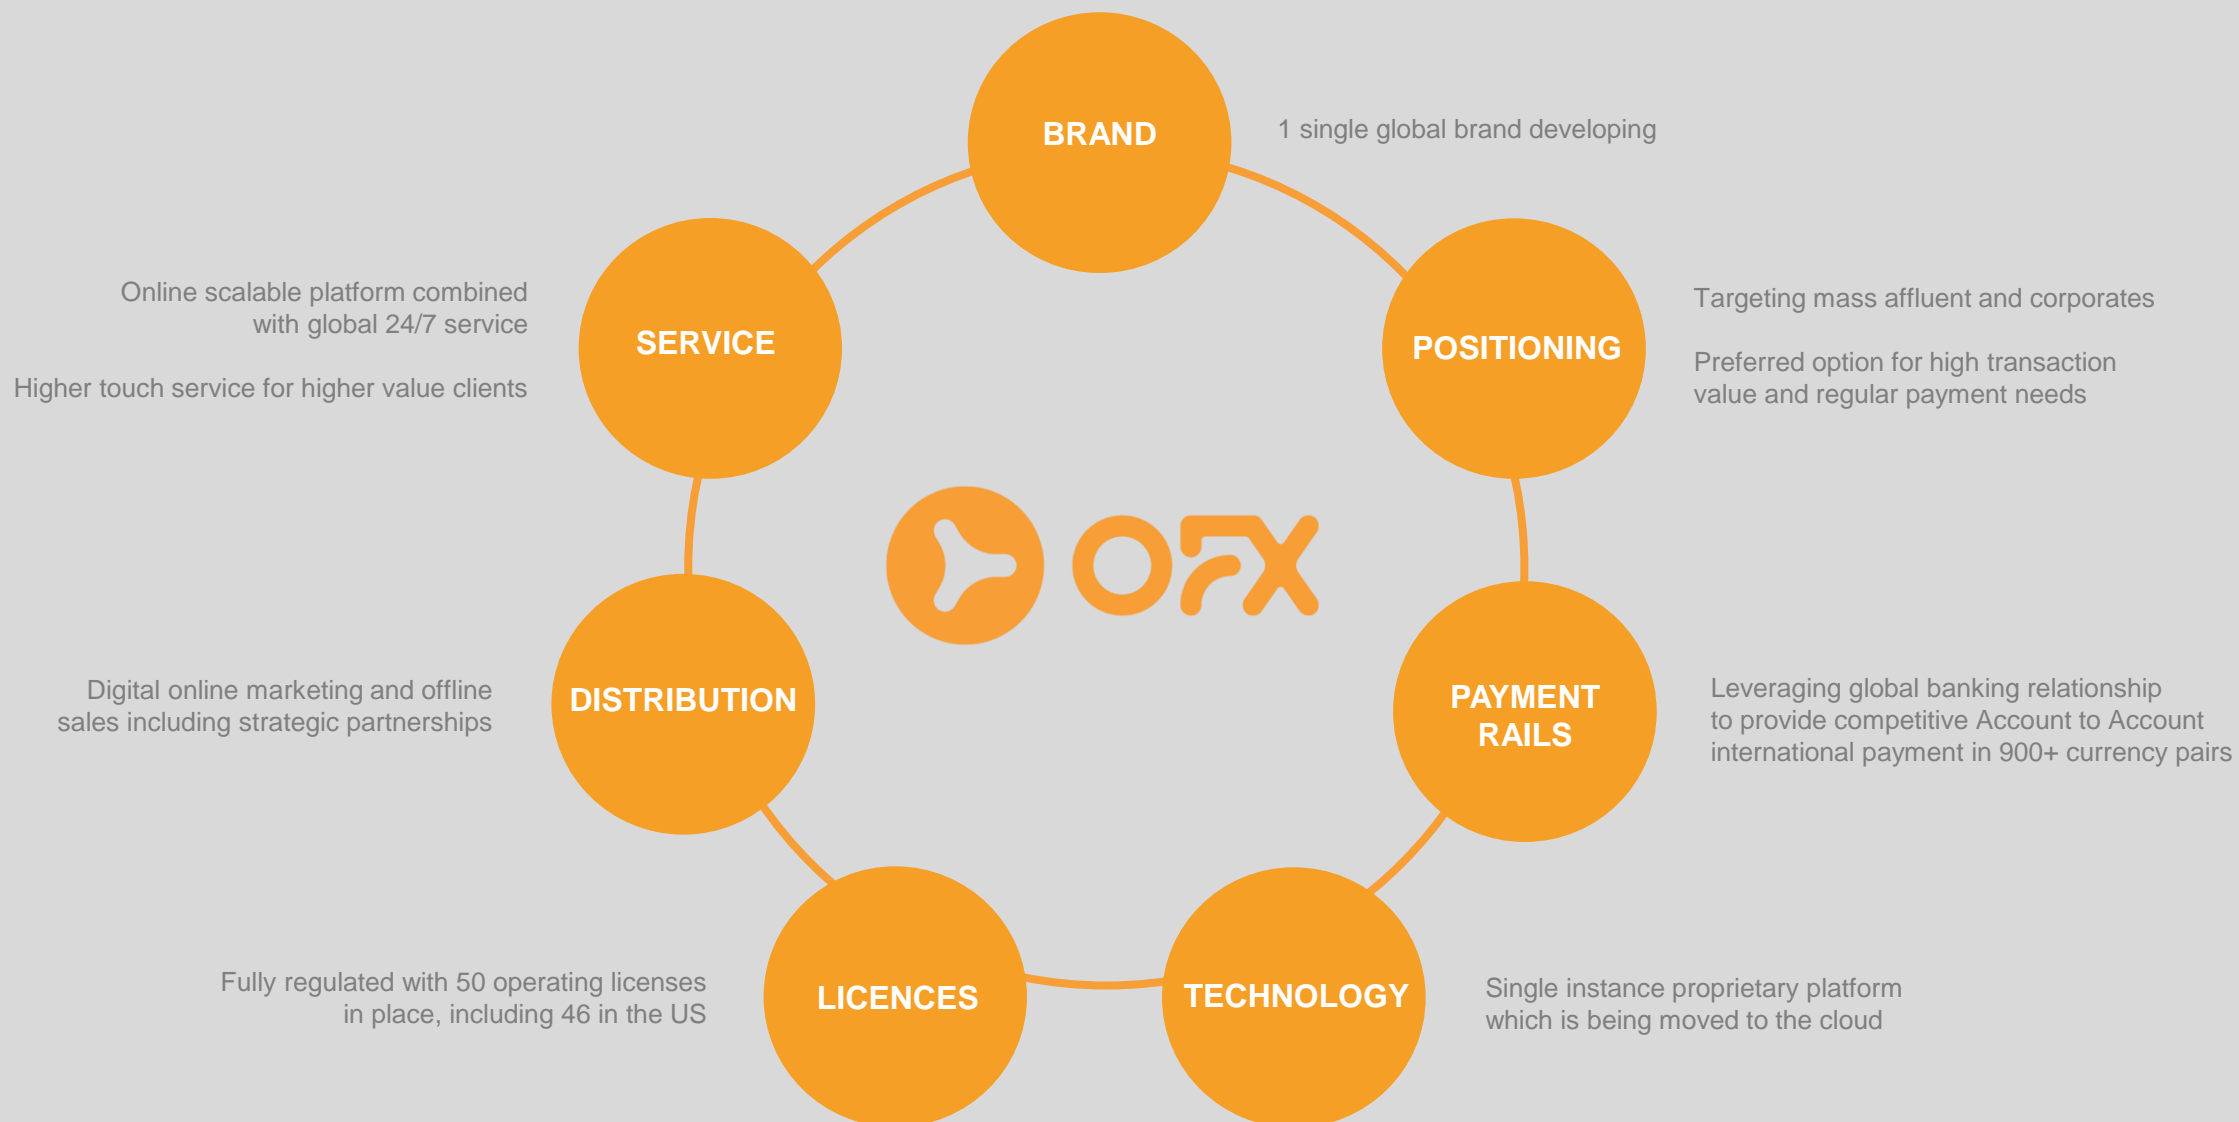 BRAND
1 single global brand developing
POSITIONING
Targeting mass affluent and corporates
Preferred option for high transaction
value and regular payment needs
PAYMENT
RAILS
Leveraging global banking relationship
to provide competitive Account to Account
international payment in 900+ currency pairs
TECHNOLOGY
Single instance proprietary platform
which is being moved to the cloud
LICENCES
Fully regulated with 50 operating licenses
in place, including 46 in the US
DISTRIBUTION
Digital online marketing and offline
sales including strategic partnerships
SERVICE
Online scalable platform combined
with global 24/7 service
Higher touch service for higher value clients
OFX